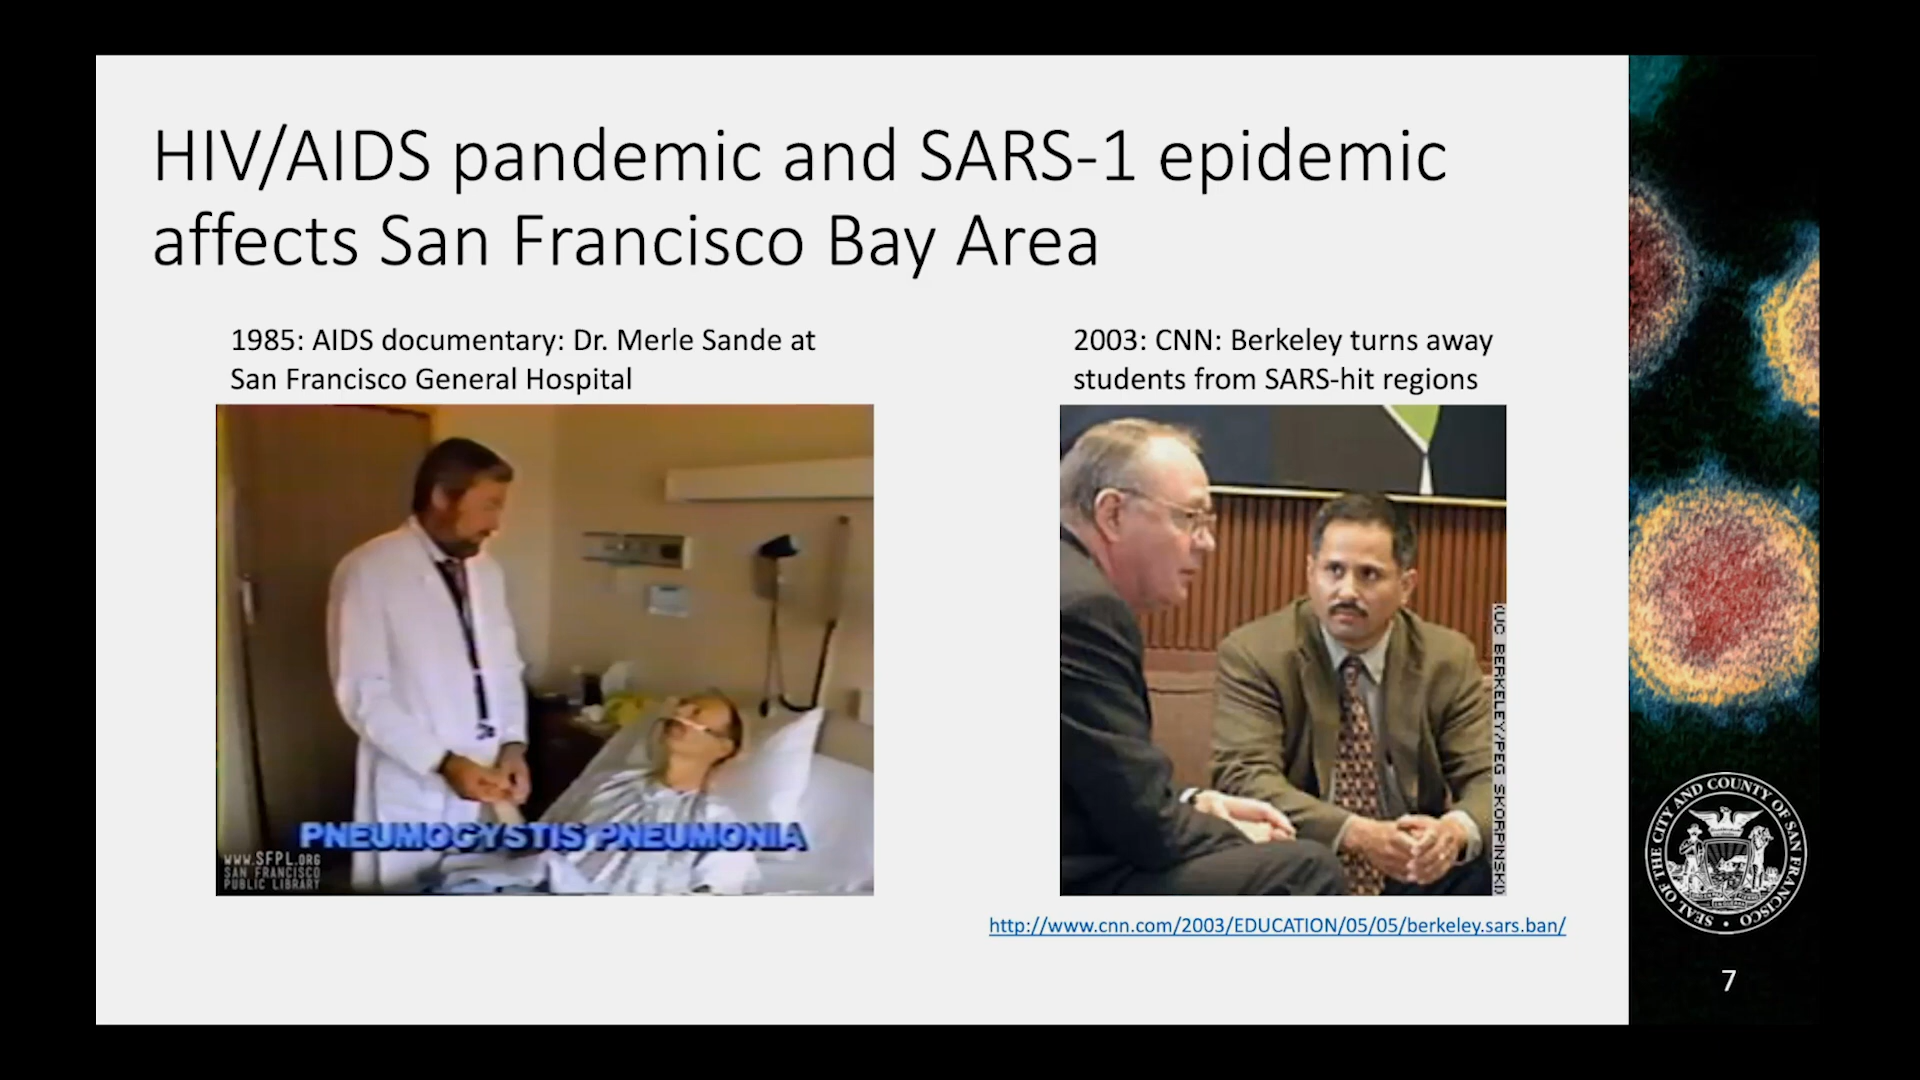 HIV/AIDS pandemic and SARS-1 epidemic
affects San Francisco Bay Area
1985: AIDS documentary: Dr. Merle Sande at
San Francisco General Hospital
PNEUMOCYSTIS PNEUMONIA
WWW.SFPL.ORG
SAN FRANCISCO
PUBLIC LIBRARY
2003: CNN: Berkeley turns away
students from SARS-hit regions
(UC BERKELEY/PEG SKORPINSKI)
http://www.cnn.com/2003/EDUCATION/05/05/berkeley.sars.ban/
SEAL OF THE CITY AND COUNTY OF SAN FRANCISCO
7